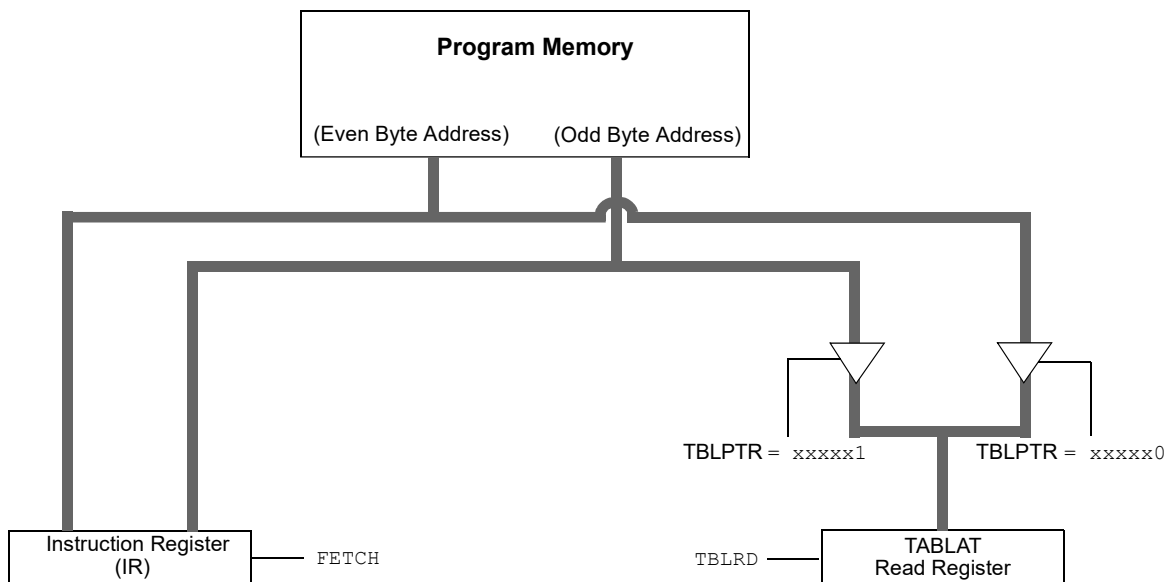 Program Memory
(Even Byte Address) (Odd Byte Address)
TBLPTR = xxxxx1 TBLPTR = xxxxx0
Instruction Register
(IR)
FETCH
TBLRD
TABLAT
Read Register